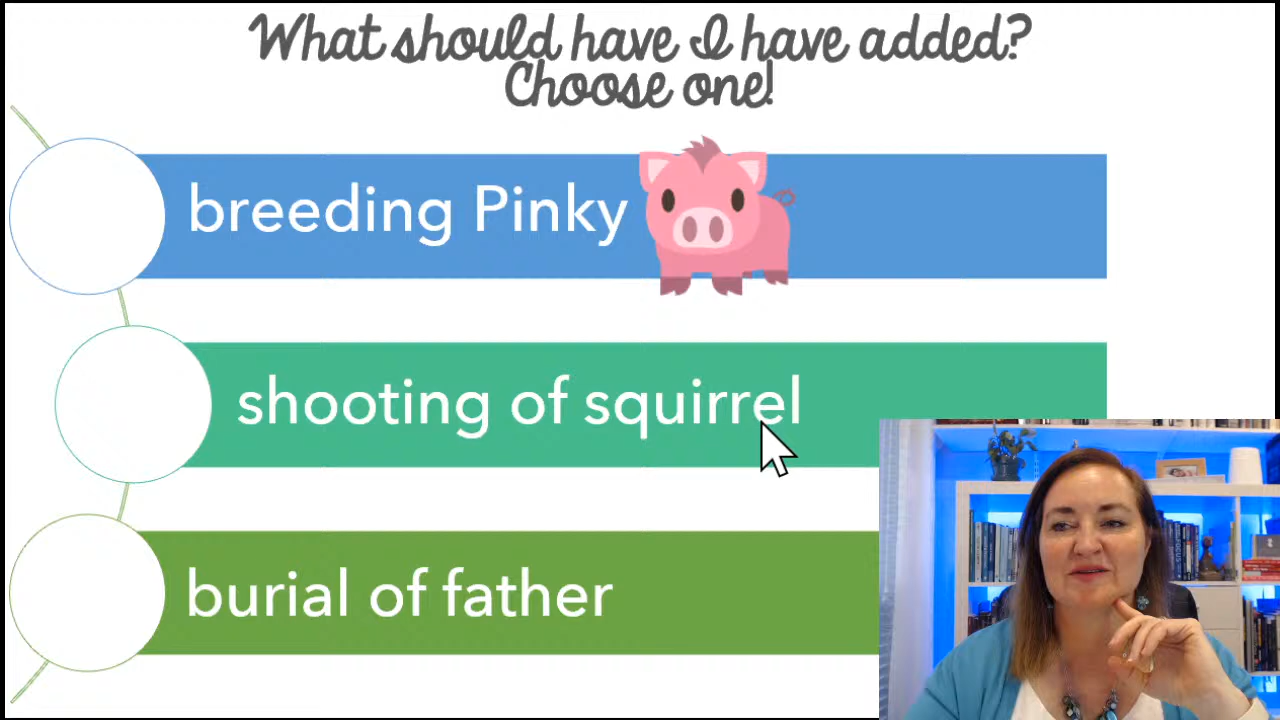 What should have I have added?
Choose one!
breeding Pinky
shooting of squirrel
burial of father